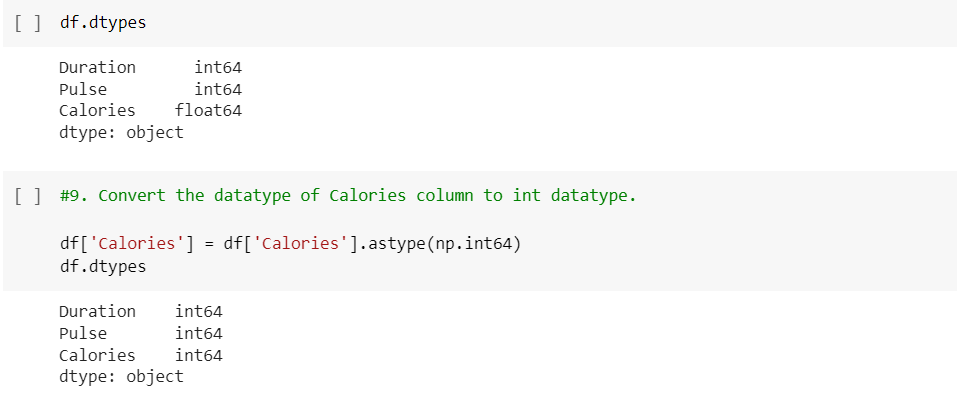 [ ] df.dtypes
Duration int64
Pulse int64
Calories float64
dtype: object
[ ] #9. Convert the datatype of Calories column to int datatype.
df['Calories'] = df['Calories'].astype(np.int64)
df.dtypes
Duration int64
Pulse int64
Calories int64
dtype: object